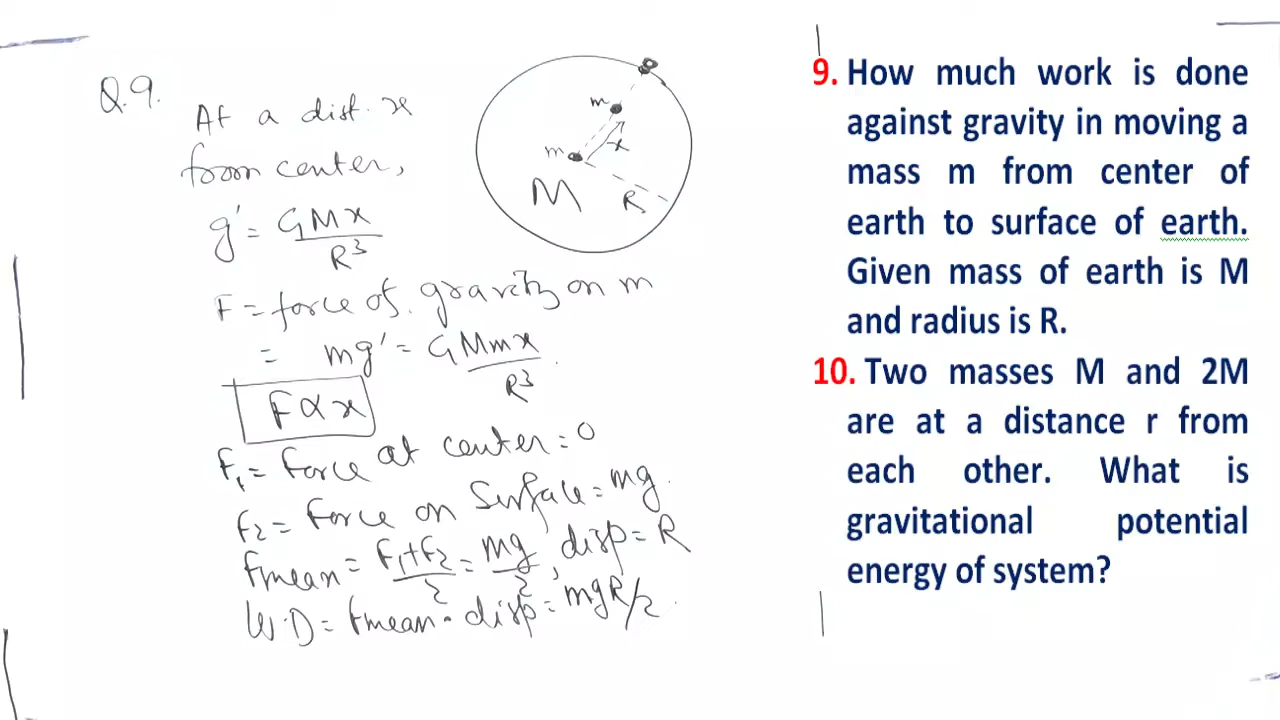 Q.9.
At a dist. x
from center,
g' = GMx/R³
F = force of gravity on m
= mg' = GMmx/R³.
F ∝ x
F₁ = Force at center = 0
F₂ = Force on Surface = mg.
Fmean = F₁+F₂/2 = mg/2, disp = R
W.D = Fmean . disp = mgR/2.
m
m
x
M
R
9. How much work is done
against gravity in moving a
mass m from center of
earth to surface of earth.
Given mass of earth is M
and radius is R.
10. Two masses M and 2M
are at a distance r from
each other. What is
gravitational potential
energy of system?